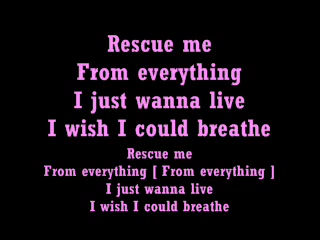 Rescue me
From everything
I just wanna live
I wish I could breathe
Rescue me
From everything [ From everything ]
I just wanna live
I wish I could breathe